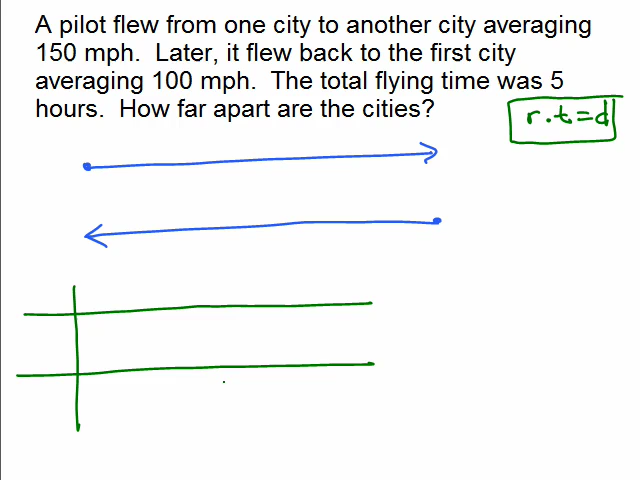 A pilot flew from one city to another city averaging
150 mph.  Later, it flew back to the first city
averaging 100 mph.  The total flying time was 5
hours.  How far apart are the cities?
r.t=d